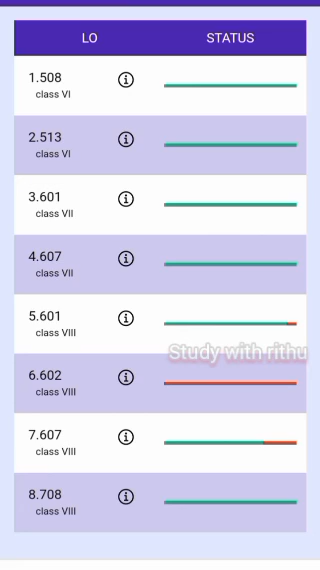 LO STATUS
1.508
class VI
2.513
class VI
3.601
class VII
4.607
class VII
5.601
class VIII
Study with rithu
6.602
class VIII
7.607
class VIII
8.708
class VIII